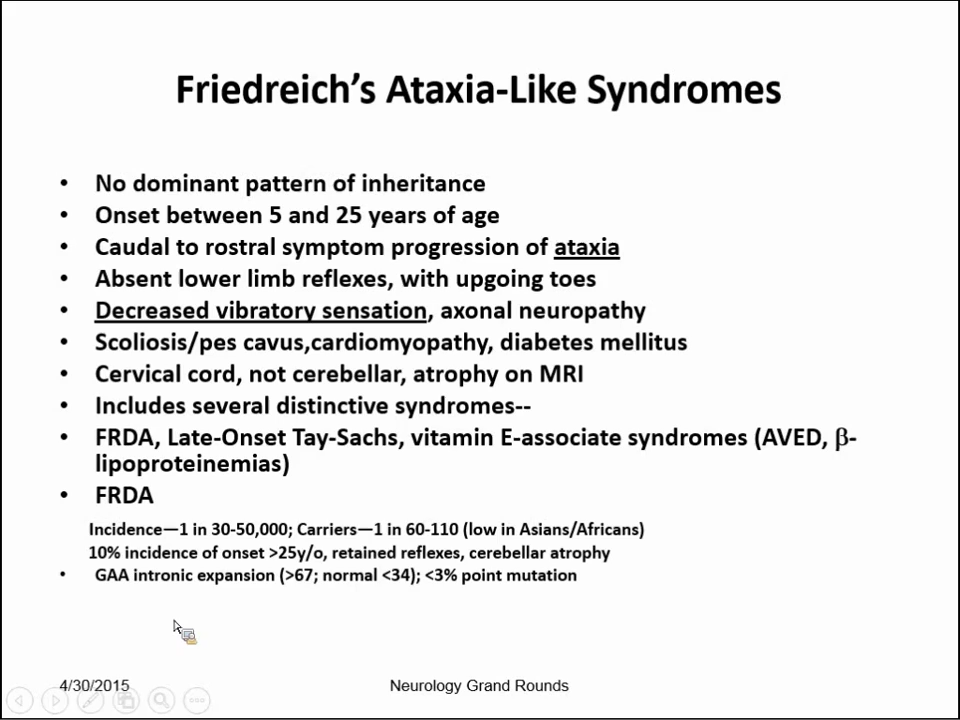 Friedreich's Ataxia-Like Syndromes
• No dominant pattern of inheritance
• Onset between 5 and 25 years of age
• Caudal to rostral symptom progression of ataxia
• Absent lower limb reflexes, with upgoing toes
• Decreased vibratory sensation, axonal neuropathy
• Scoliosis/pes cavus,cardiomyopathy, diabetes mellitus
• Cervical cord, not cerebellar, atrophy on MRI
• Includes several distinctive syndromes--
• FRDA, Late-Onset Tay-Sachs, vitamin E-associate syndromes (AVED, β-
lipoproteinemias)
• FRDA
Incidence—1 in 30-50,000; Carriers—1 in 60-110 (low in Asians/Africans)
10% incidence of onset >25y/o, retained reflexes, cerebellar atrophy
• GAA intronic expansion (>67; normal <34); <3% point mutation
4/30/2015 Neurology Grand Rounds